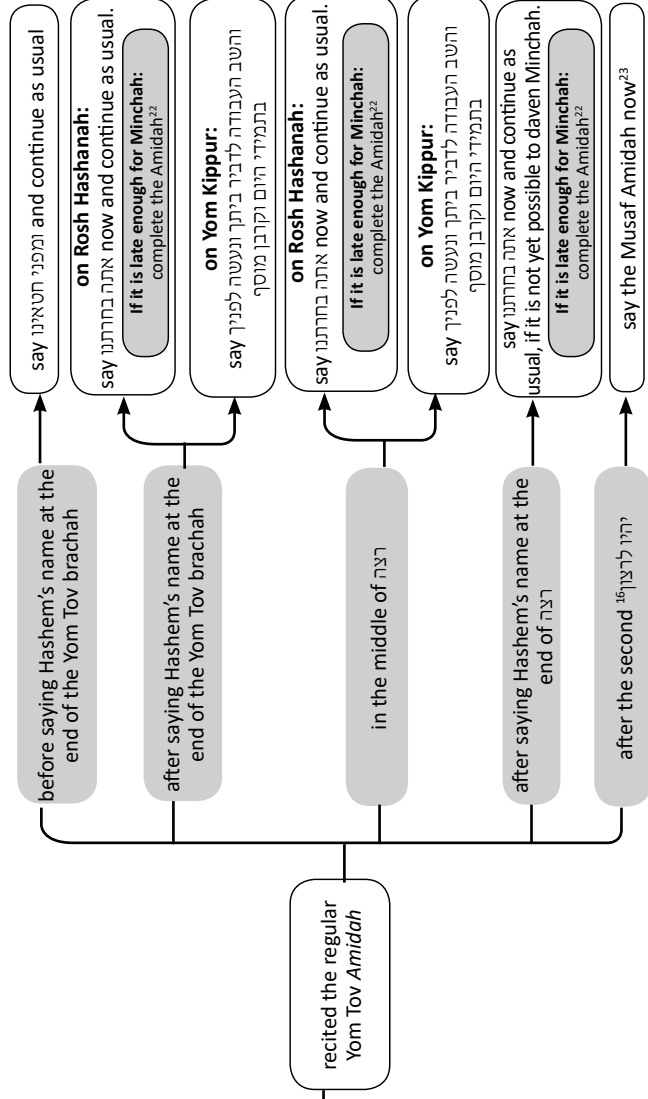 recited the regular
Yom Tov Amidah
before saying Hashem's name at the
end of the Yom Tov brachah
say ומפני חטאינו and continue as usual
after saying Hashem's name at the
end of the Yom Tov brachah
on Rosh Hashanah:
say אתה בחרתנו now and continue as usual.
If it is late enough for Minchah:
complete the Amidah22
on Yom Kippur:
say והשב העבודה לדביר ביתך ונעשה לפניך
בתמידי היום וקרבן מוסף
in the middle of רצה
on Rosh Hashanah:
say אתה בחרתנו now and continue as usual.
If it is late enough for Minchah:
complete the Amidah22
on Yom Kippur:
say והשב העבודה לדביר ביתך ונעשה לפניך
בתמידי היום וקרבן מוסף
after saying Hashem's name at the
end of רצה
say אתה בחרתנו now and continue as
usual, if it is not yet possible to daven Minchah.
If it is late enough for Minchah:
complete the Amidah22
after the second יהיו לרצון16
say the Musaf Amidah now23